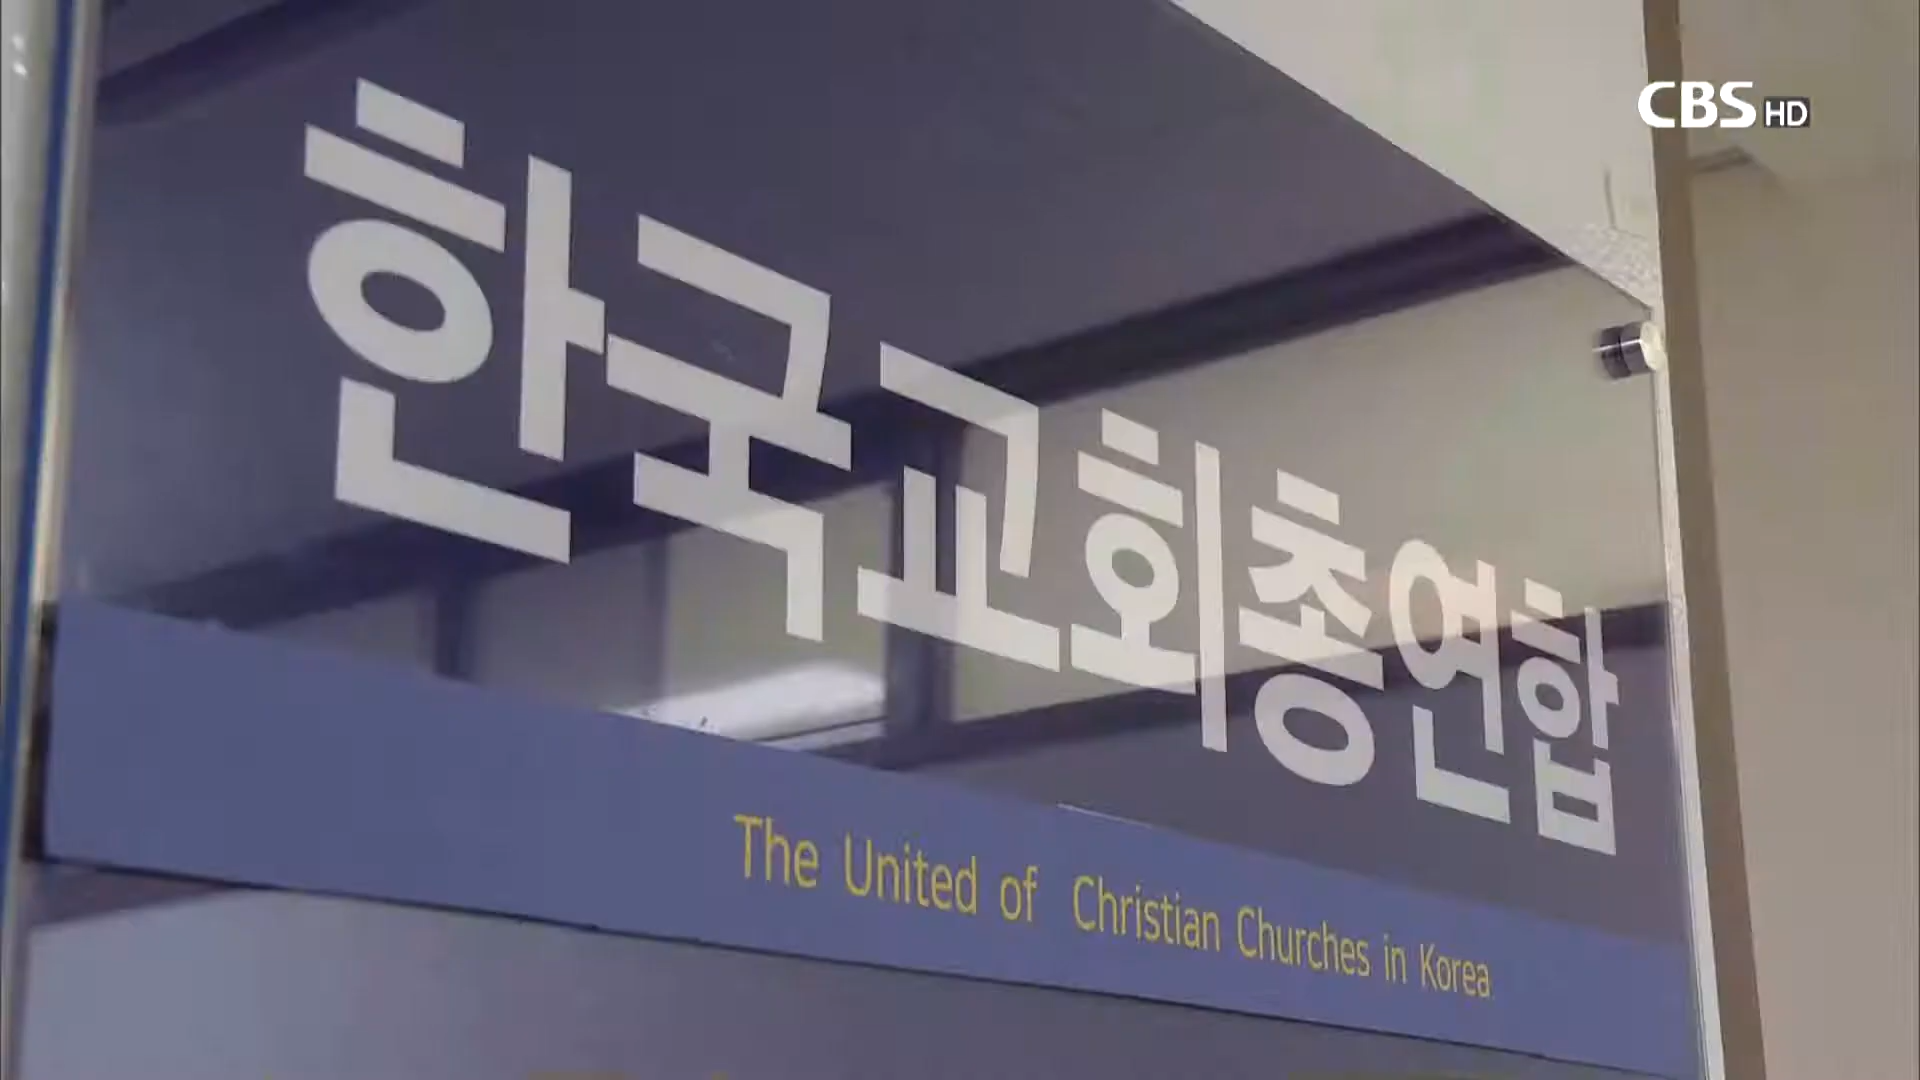 CBS HD
한국교회총연합
The United of Christian Churches in Korea